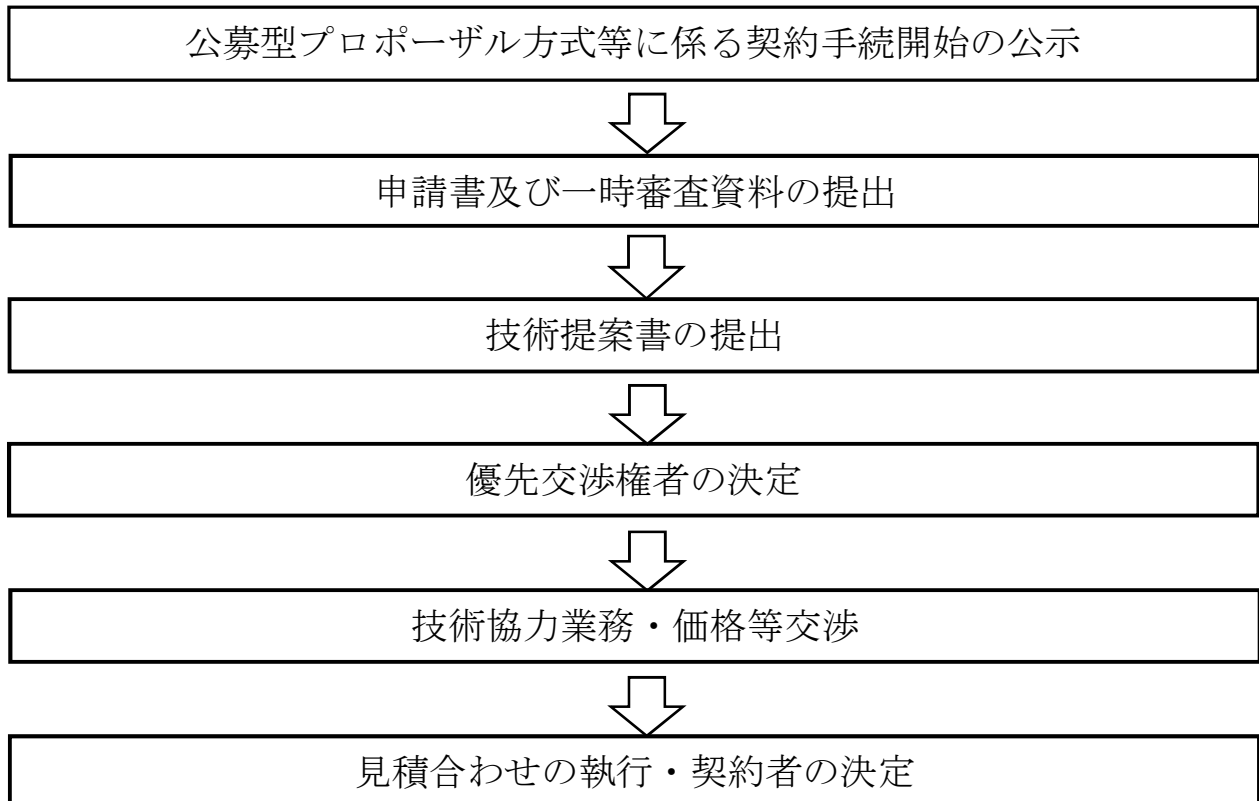 公募型プロポーザル方式等に係る契約手続開始の公示
申請書及び一時審査資料の提出
技術提案書の提出
優先交渉権者の決定
技術協力業務・価格等交渉
見積合わせの執行・契約者の決定